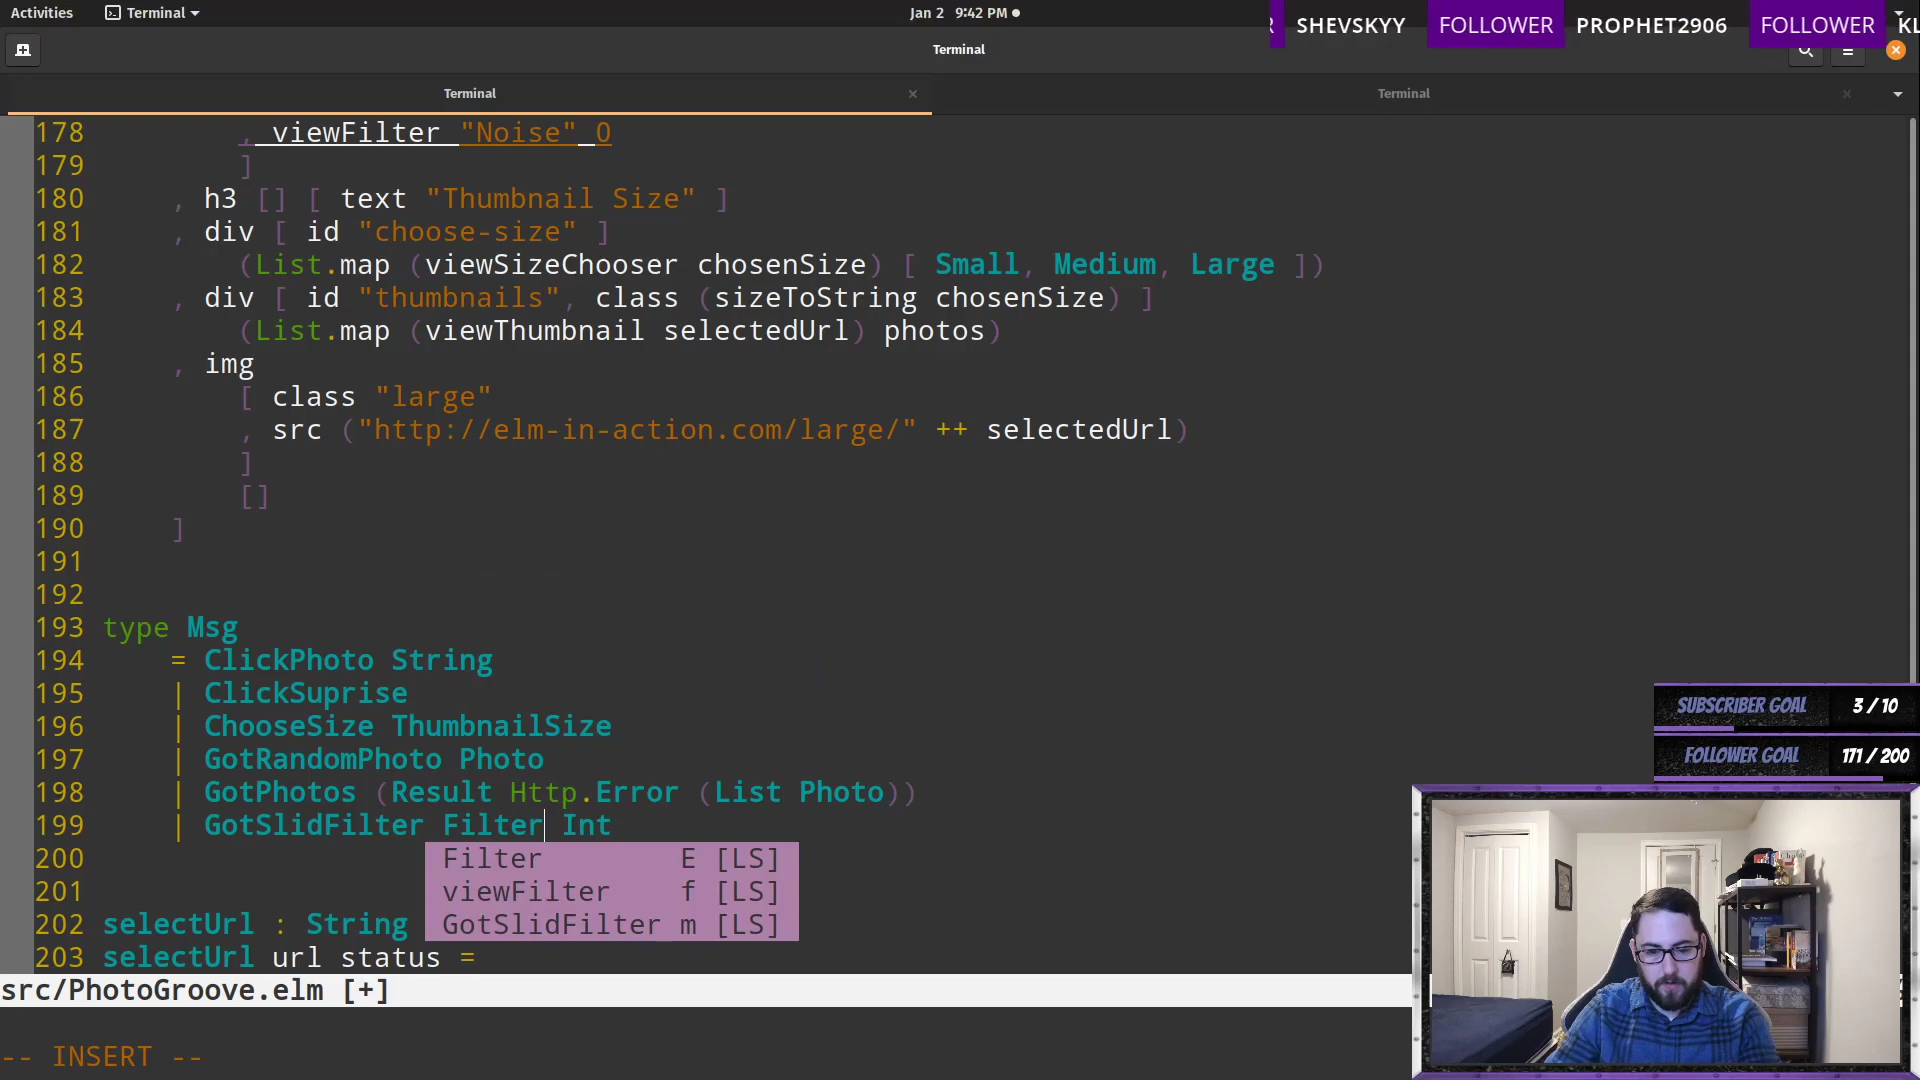 Activities Terminal Jan 2 9:42 PM
SHEVSKYY FOLLOWER PROPHET2906 FOLLOWER KL
Terminal
Terminal Terminal
178 , viewFilter "Noise" 0
179 ]
180 , h3 [] [ text "Thumbnail Size" ]
181 , div [ id "choose-size" ]
182 (List.map (viewSizeChooser chosenSize) [ Small, Medium, Large ])
183 , div [ id "thumbnails", class (sizeToString chosenSize) ]
184 (List.map (viewThumbnail selectedUrl) photos)
185 , img
186 [ class "large"
187 , src ("http://elm-in-action.com/large/" ++ selectedUrl)
188 ]
189 []
190 ]
191
192
193 type Msg
194 = ClickPhoto String
195 | ClickSuprise
196 | ChooseSize ThumbnailSize
197 | GotRandomPhoto Photo
198 | GotPhotos (Result Http.Error (List Photo))
199 | GotSlidFilter Filter Int
200 Filter E [LS]
201 viewFilter f [LS]
202 selectUrl : String GotSlidFilter m [LS]
203 selectUrl url status =
src/PhotoGroove.elm [+]
-- INSERT --
SUBSCRIBER GOAL 3 / 10
FOLLOWER GOAL 171 / 200